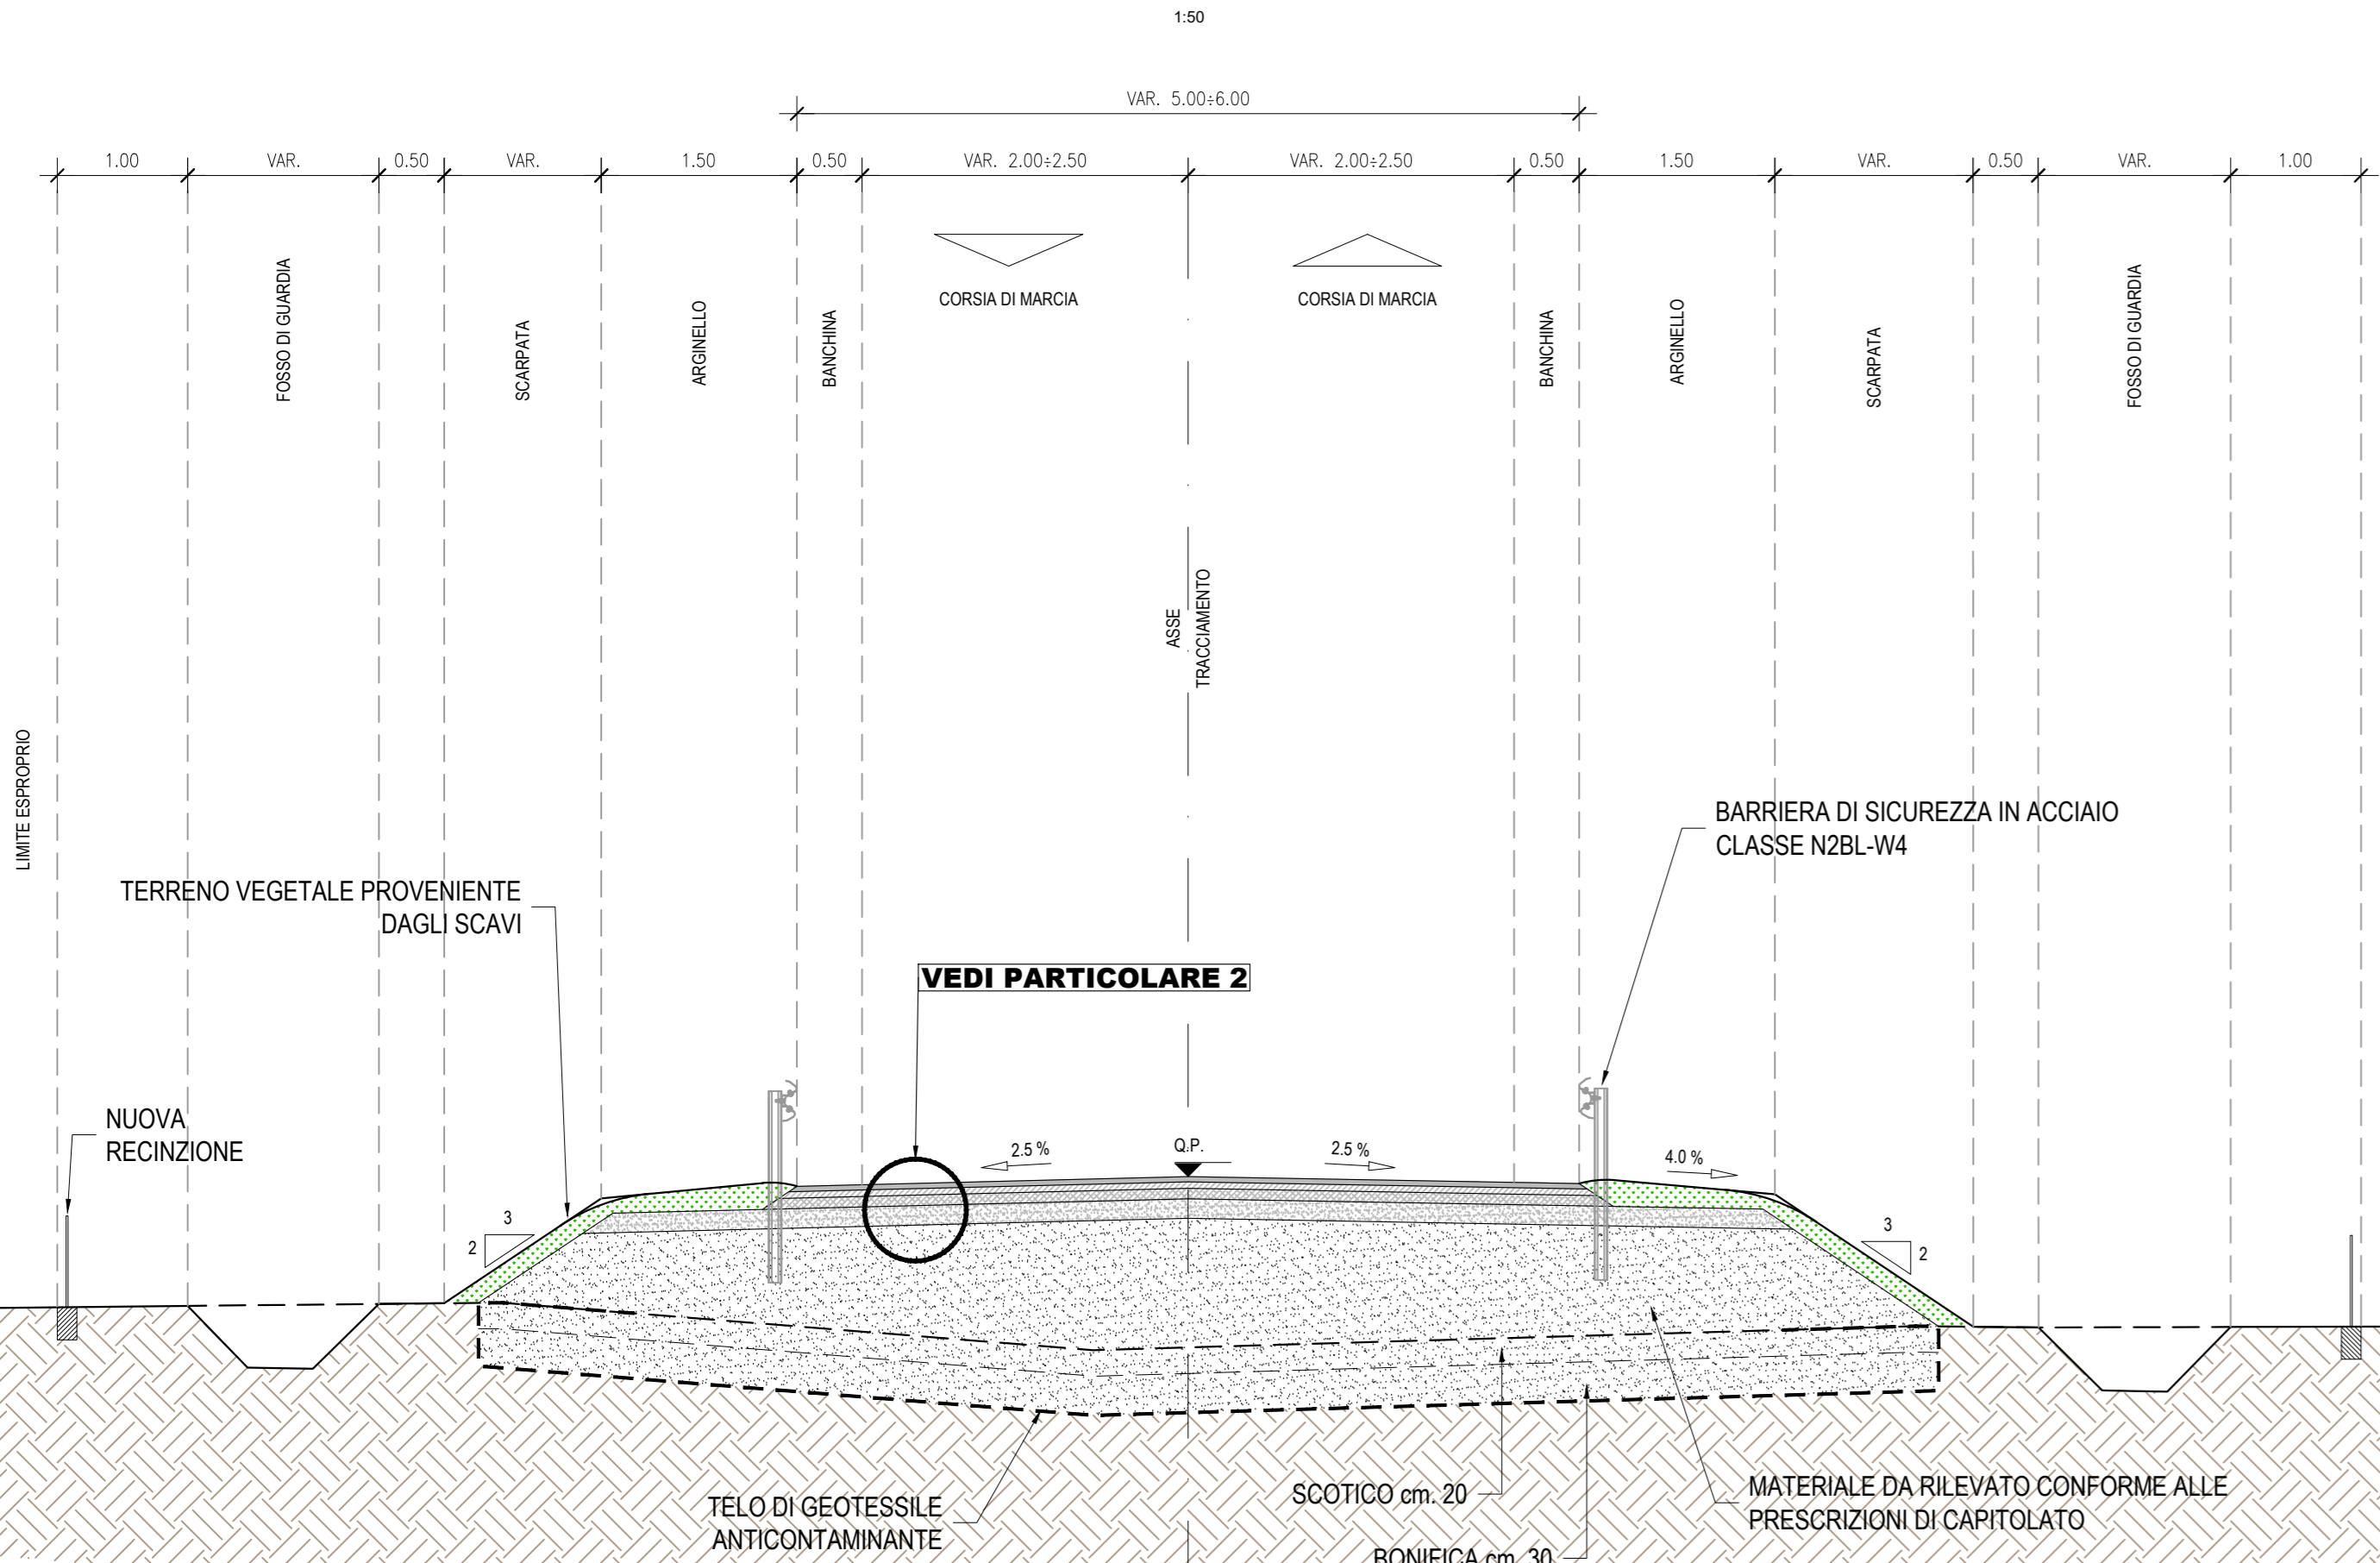 1:50
VAR. 5.00÷6.00
1.00
VAR.
0.50
VAR.
1.50
0.50
VAR. 2.00÷2.50
VAR. 2.00÷2.50
0.50
1.50
VAR.
0.50
VAR.
1.00
FOSSO DI GUARDIA
SCARPATA
ARGINELLO
BANCHINA
CORSIA DI MARCIA
CORSIA DI MARCIA
BANCHINA
ARGINELLO
SCARPATA
FOSSO DI GUARDIA
ASSE
TRACCIAMENTO
LIMITE ESPROPRIO
BARRIERA DI SICUREZZA IN ACCIAIO
CLASSE N2BL-W4
TERRENO VEGETALE PROVENIENTE
DAGLI SCAVI
VEDI PARTICOLARE 2
NUOVA
RECINZIONE
2.5 %
Q.P.
2.5 %
4.0 %
3
2
3
2
TELO DI GEOTESSILE
ANTICONTAMINANTE
SCOTICO cm. 20
BONIFICA cm. 30
MATERIALE DA RILEVATO CONFORME ALLE
PRESCRIZIONI DI CAPITOLATO